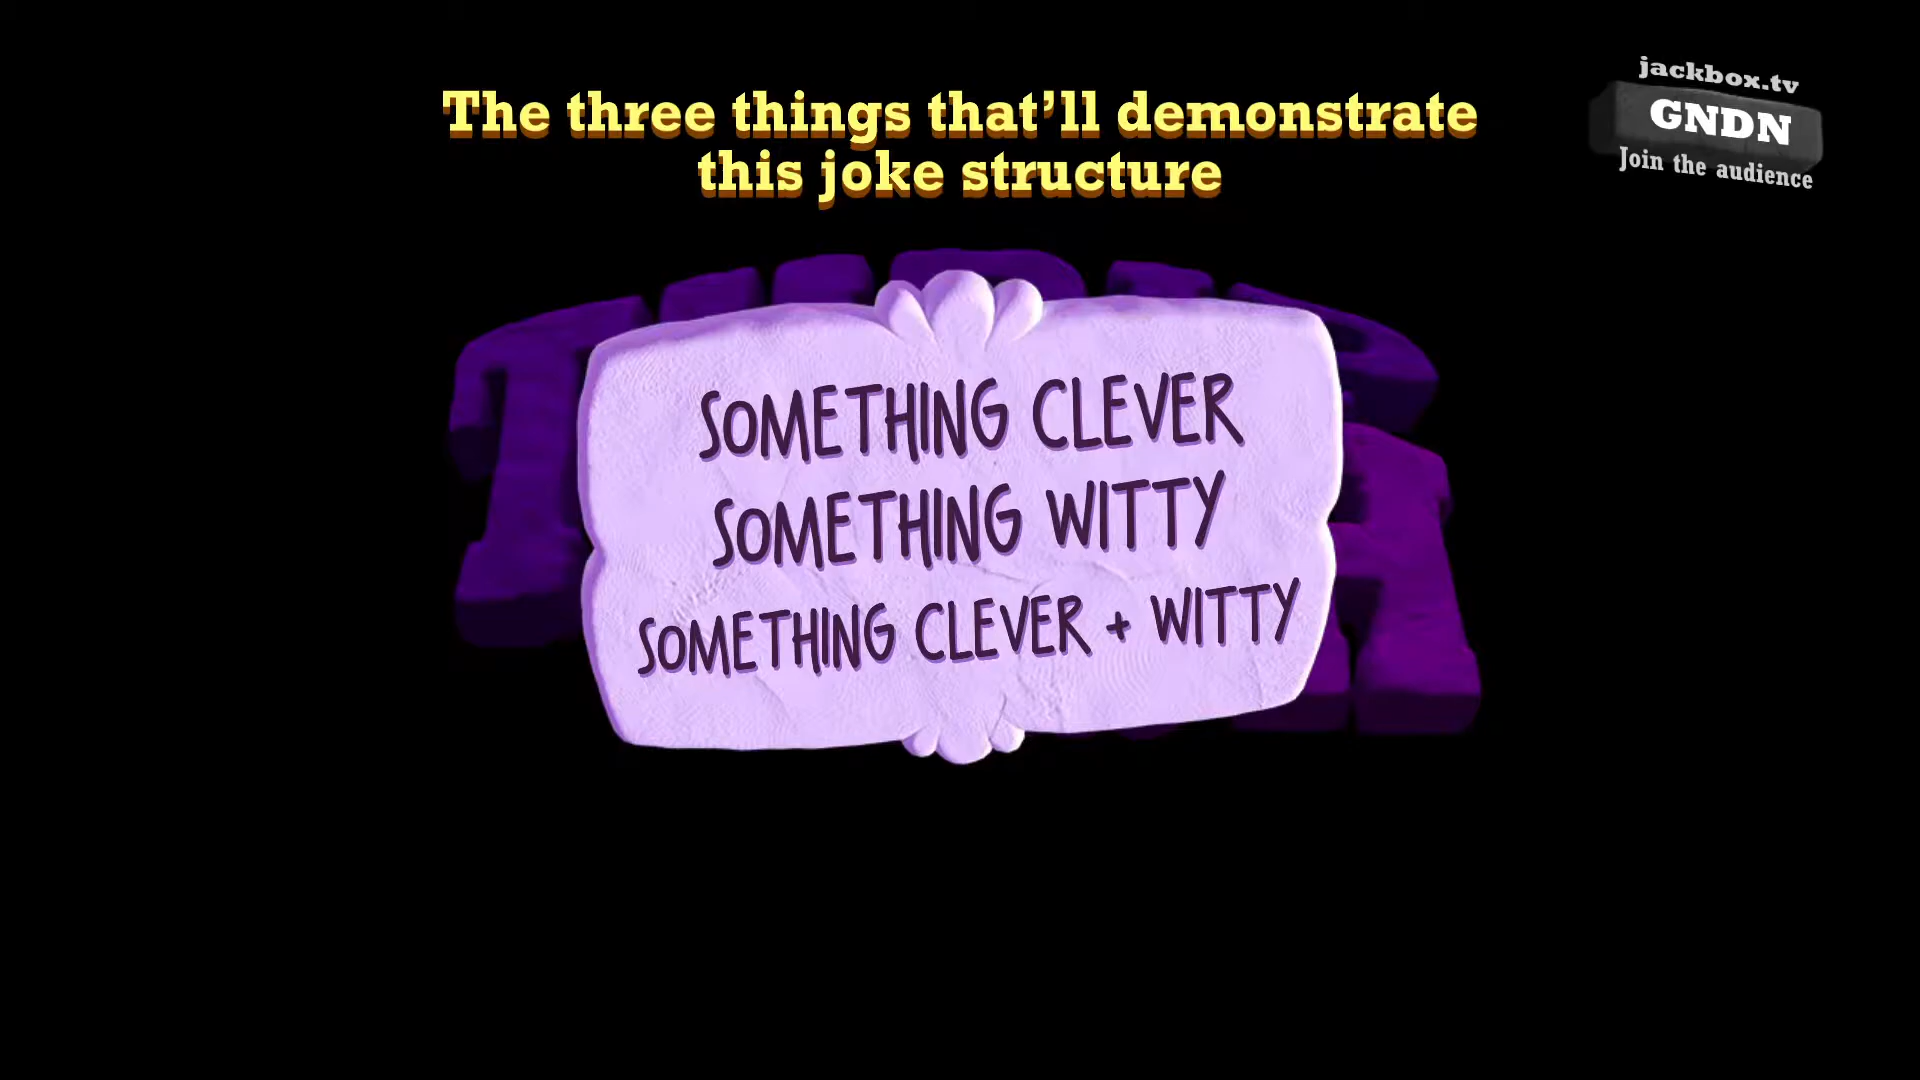 The three things that’ll demonstrate
this joke structure
jackbox.tv
GNDN
Join the audience
SOMETHING CLEVER
SOMETHING WITTY
SOMETHING CLEVER + WITTY